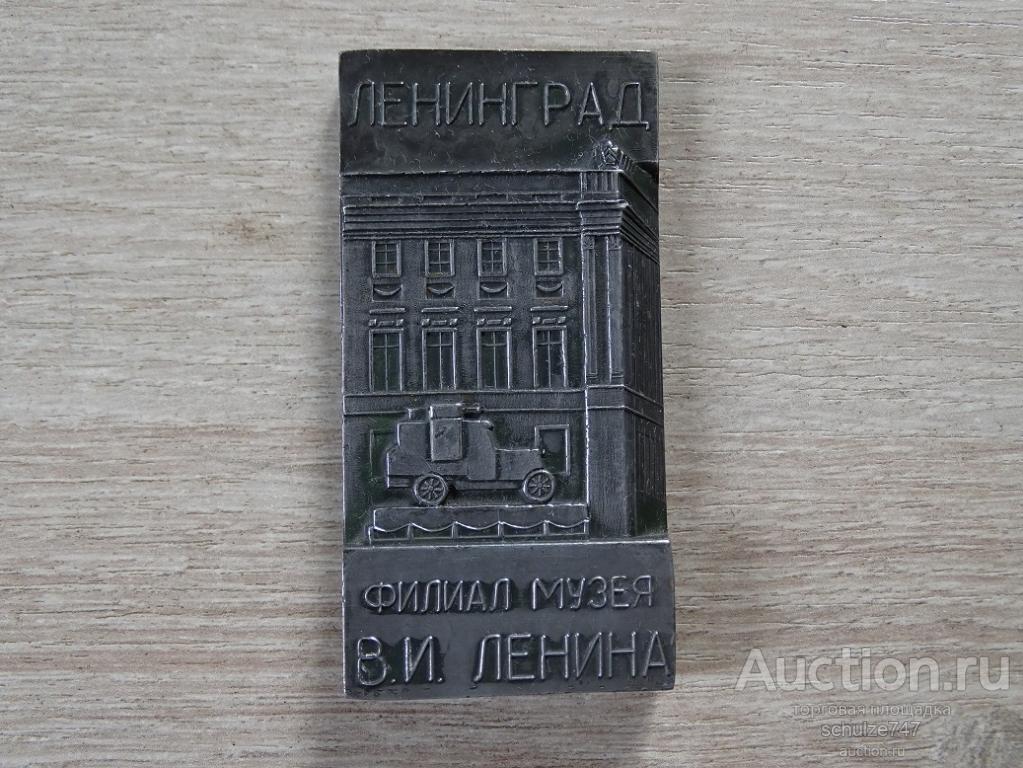 ЛЕНИНГРАД
ФИЛИАЛ МУЗЕЯ
В.И. ЛЕНИНА
Auction.ru
торговая площадка
schulze747
auction.ru